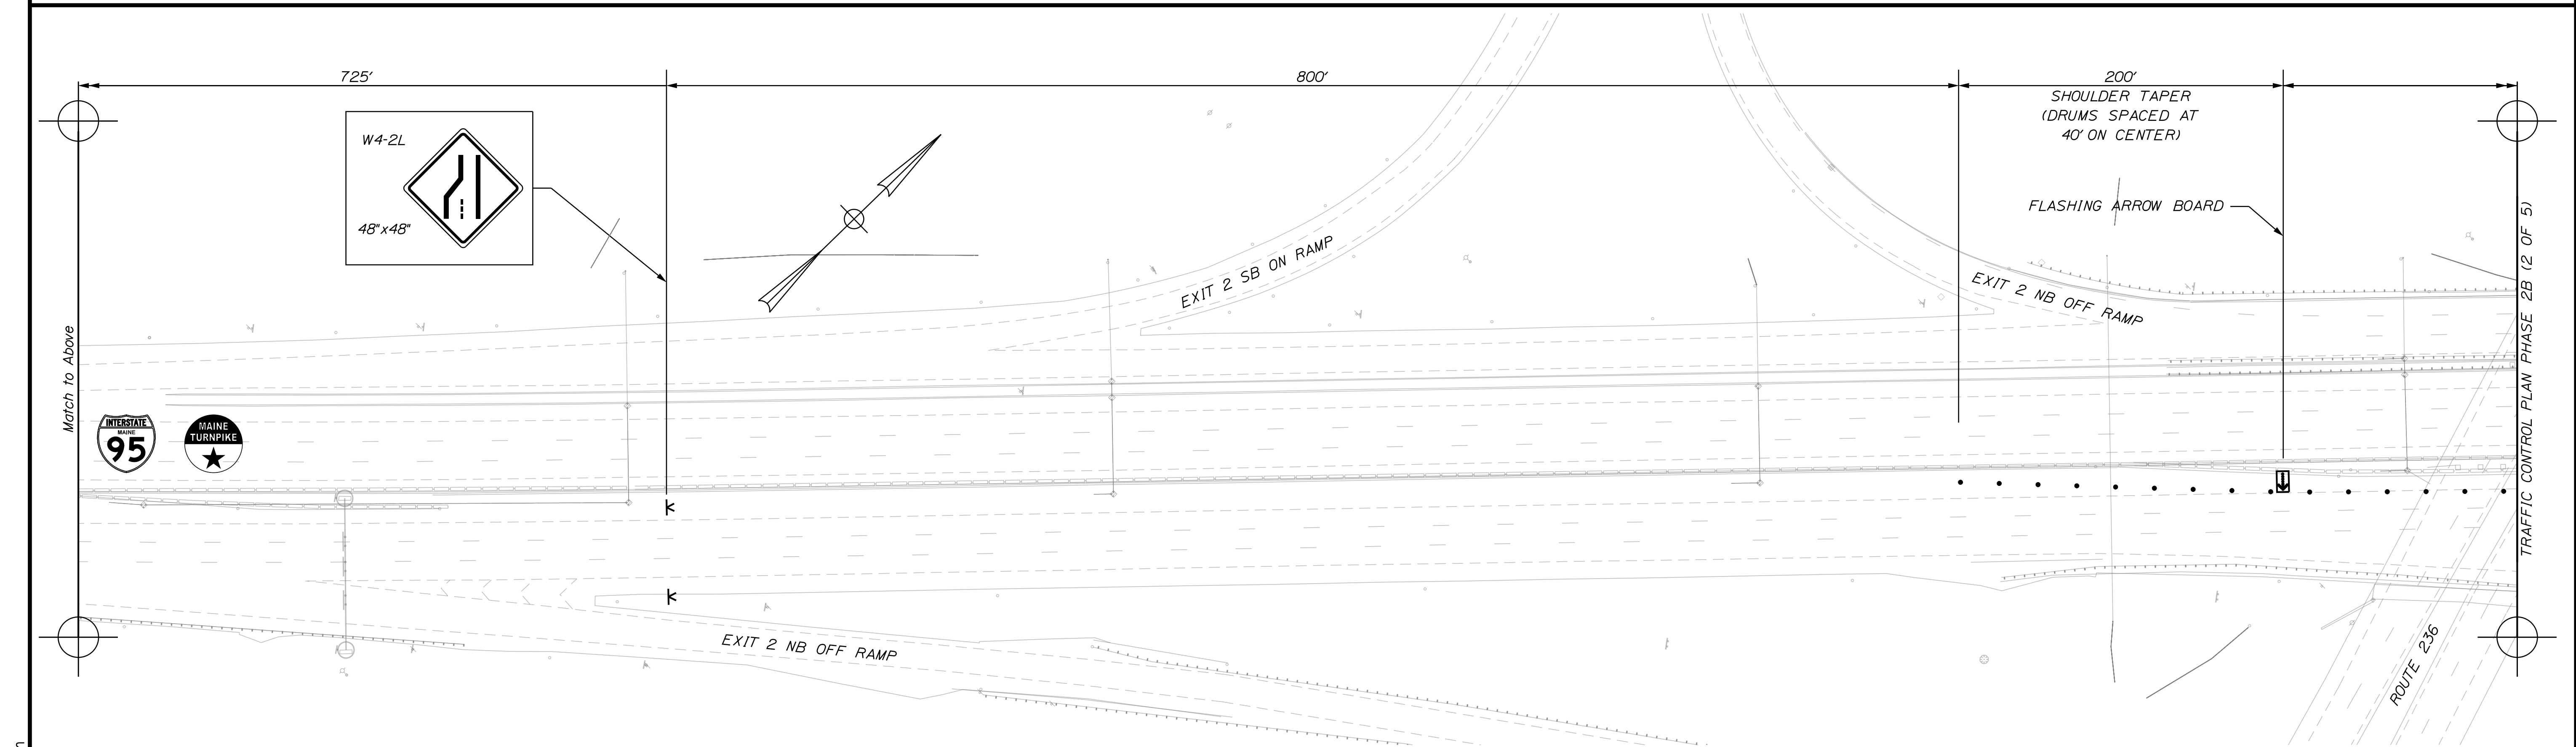 725'
800'
200'
SHOULDER TAPER
(DRUMS SPACED AT
40' ON CENTER)
W4-2L
48"x48"
FLASHING ARROW BOARD
EXIT 2 SB ON RAMP
EXIT 2 NB OFF RAMP
Match to Above
INTERSTATE
MAINE
95
MAINE
TURNPIKE
EXIT 2 NB OFF RAMP
ROUTE 236
TRAFFIC CONTROL PLAN PHASE 2B (2 OF 5)